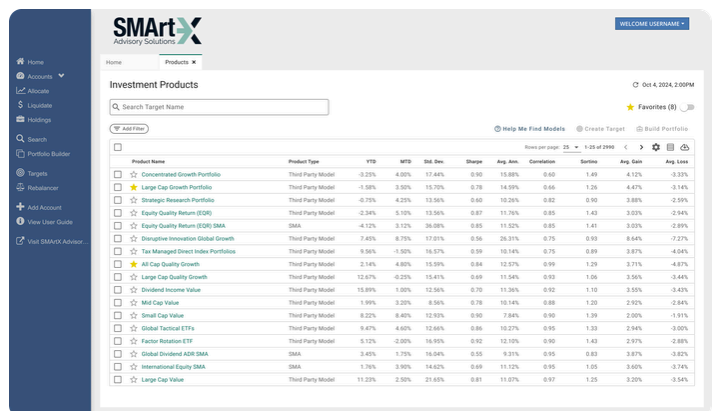 SMArtX
Advisory Solutions
WELCOME USERNAME
Home
Accounts
Allocate
Liquidate
Holdings
Search
Portfolio Builder
Targets
Rebalancer
Add Account
View User Guide
Visit SMArtX Advisor...
Home Products ×
Investment Products
Oct 4, 2024, 2:00PM
Search Target Name
Favorites (8)
Add Filter
Help Me Find Models Create Target Build Portfolio
Rows per page: 25 1-25 of 2990
Product Name Product Type YTD MTD Std. Dev. Sharpe Avg. Ann. Correlation Sortino Avg. Gain Avg. Loss
Concentrated Growth Portfolio Third Party Model -3.25% 4.00% 17.44% 0.90 15.88% 0.60 1.49 4.12% -3.33%
Large Cap Growth Portfolio Third Party Model -1.58% 3.50% 15.70% 0.78 14.59% 0.66 1.26 4.47% -3.14%
Strategic Research Portfolio Third Party Model -0.75% 4.25% 13.56% 0.60 10.26% 0.82 0.90 3.88% -2.59%
Equity Quality Return (EQR) Third Party Model -2.34% 5.10% 13.56% 0.87 11.76% 0.85 1.43 3.03% -2.94%
Equity Quality Return (EQR) SMA SMA -4.12% 3.12% 36.08% 0.85 11.52% 0.85 1.41 3.03% -2.89%
Disruptive Innovation Global Growth Third Party Model 7.45% 8.75% 17.01% 0.56 26.31% 0.75 0.93 8.64% -7.27%
Tax Managed Direct Index Portfolios Third Party Model 9.56% -1.50% 16.57% 0.59 10.14% 0.75 0.89 3.87% -4.04%
All Cap Quality Growth Third Party Model 2.14% 4.80% 15.59% 0.84 12.57% 0.99 1.29 3.71% -4.87%
Large Cap Quality Growth Third Party Model 12.67% -0.25% 15.41% 0.69 11.54% 0.93 1.06 3.56% -3.44%
Dividend Income Value Third Party Model 15.89% 1.00% 12.56% 0.70 11.36% 0.92 1.10 3.55% -3.43%
Mid Cap Value Third Party Model 1.99% 3.20% 8.56% 0.78 10.14% 0.88 1.20 2.92% -2.84%
Small Cap Value Third Party Model 8.22% 8.40% 12.93% 0.90 7.84% 0.90 1.39 2.00% -1.91%
Global Tactical ETFs Third Party Model 9.47% 4.60% 12.66% 0.86 10.27% 0.95 1.33 2.94% -3.00%
Factor Rotation ETF Third Party Model 5.12% -2.00% 16.95% 0.92 12.10% 0.90 1.43 2.97% -2.88%
Global Dividend ADR SMA SMA 3.45% 1.75% 16.04% 0.55 9.31% 0.95 0.83 3.87% -3.82%
International Equity SMA SMA 1.76% 3.90% 14.62% 0.69 11.12% 0.95 1.05 3.60% -3.74%
Large Cap Value Third Party Model 11.23% 2.50% 21.65% 0.81 11.07% 0.97 1.25 3.20% -3.54%